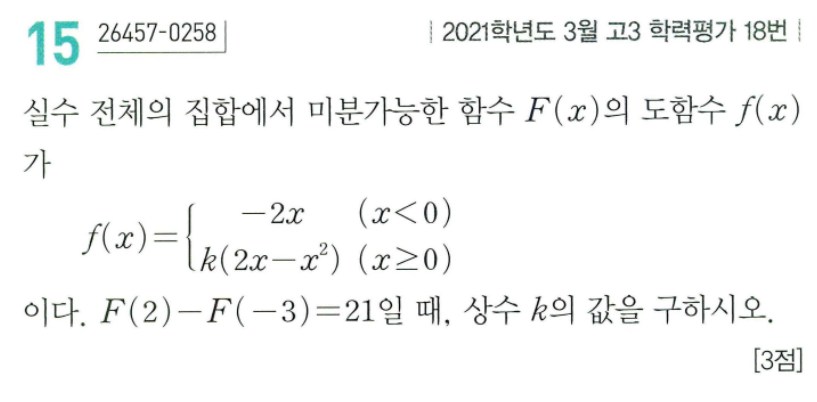 15 26457-0258 2021학년도 3월 고3 학력평가 18번
실수 전체의 집합에서 미분가능한 함수 F(x)의 도함수 f(x)
가
f(x)={ -2x (x<0)
k(2x-x²) (x≥0)
이다. F(2)-F(-3)=21일 때, 상수 k의 값을 구하시오.
[3점]